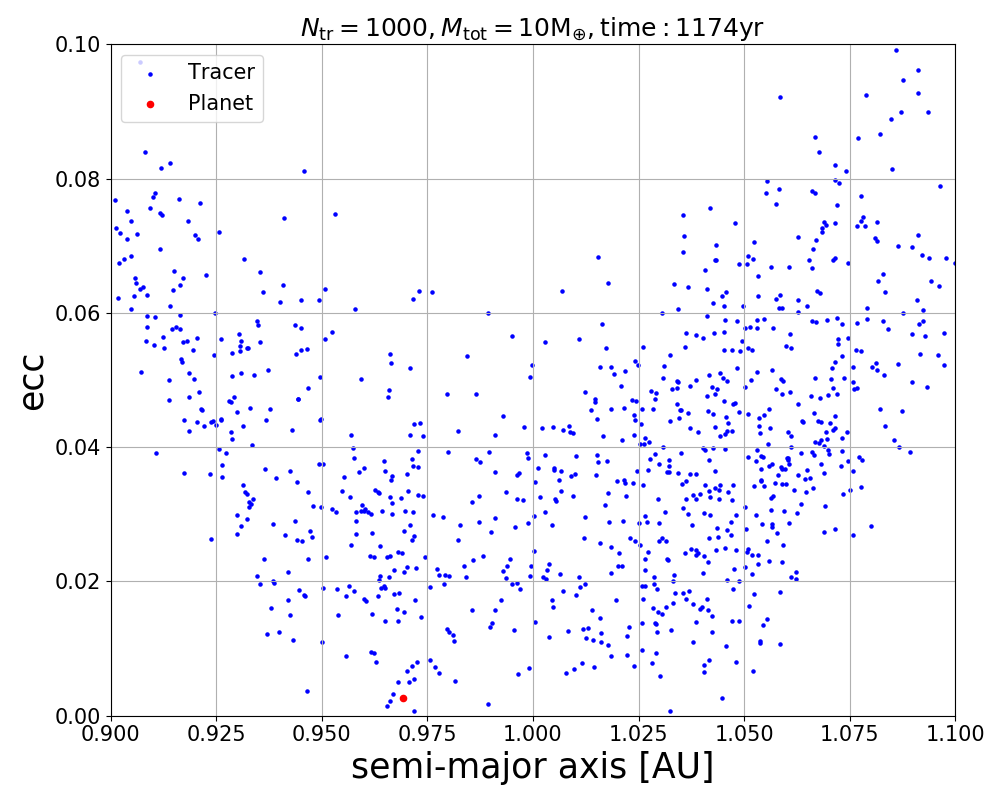 N_tr = 1000, M_tot = 10M_⊕, time : 1174yr
0.10
0.08
0.06
0.04
0.02
0.00
ecc
Tracer
Planet
0.900 0.925 0.950 0.975 1.000 1.025 1.050 1.075 1.100
semi-major axis [AU]